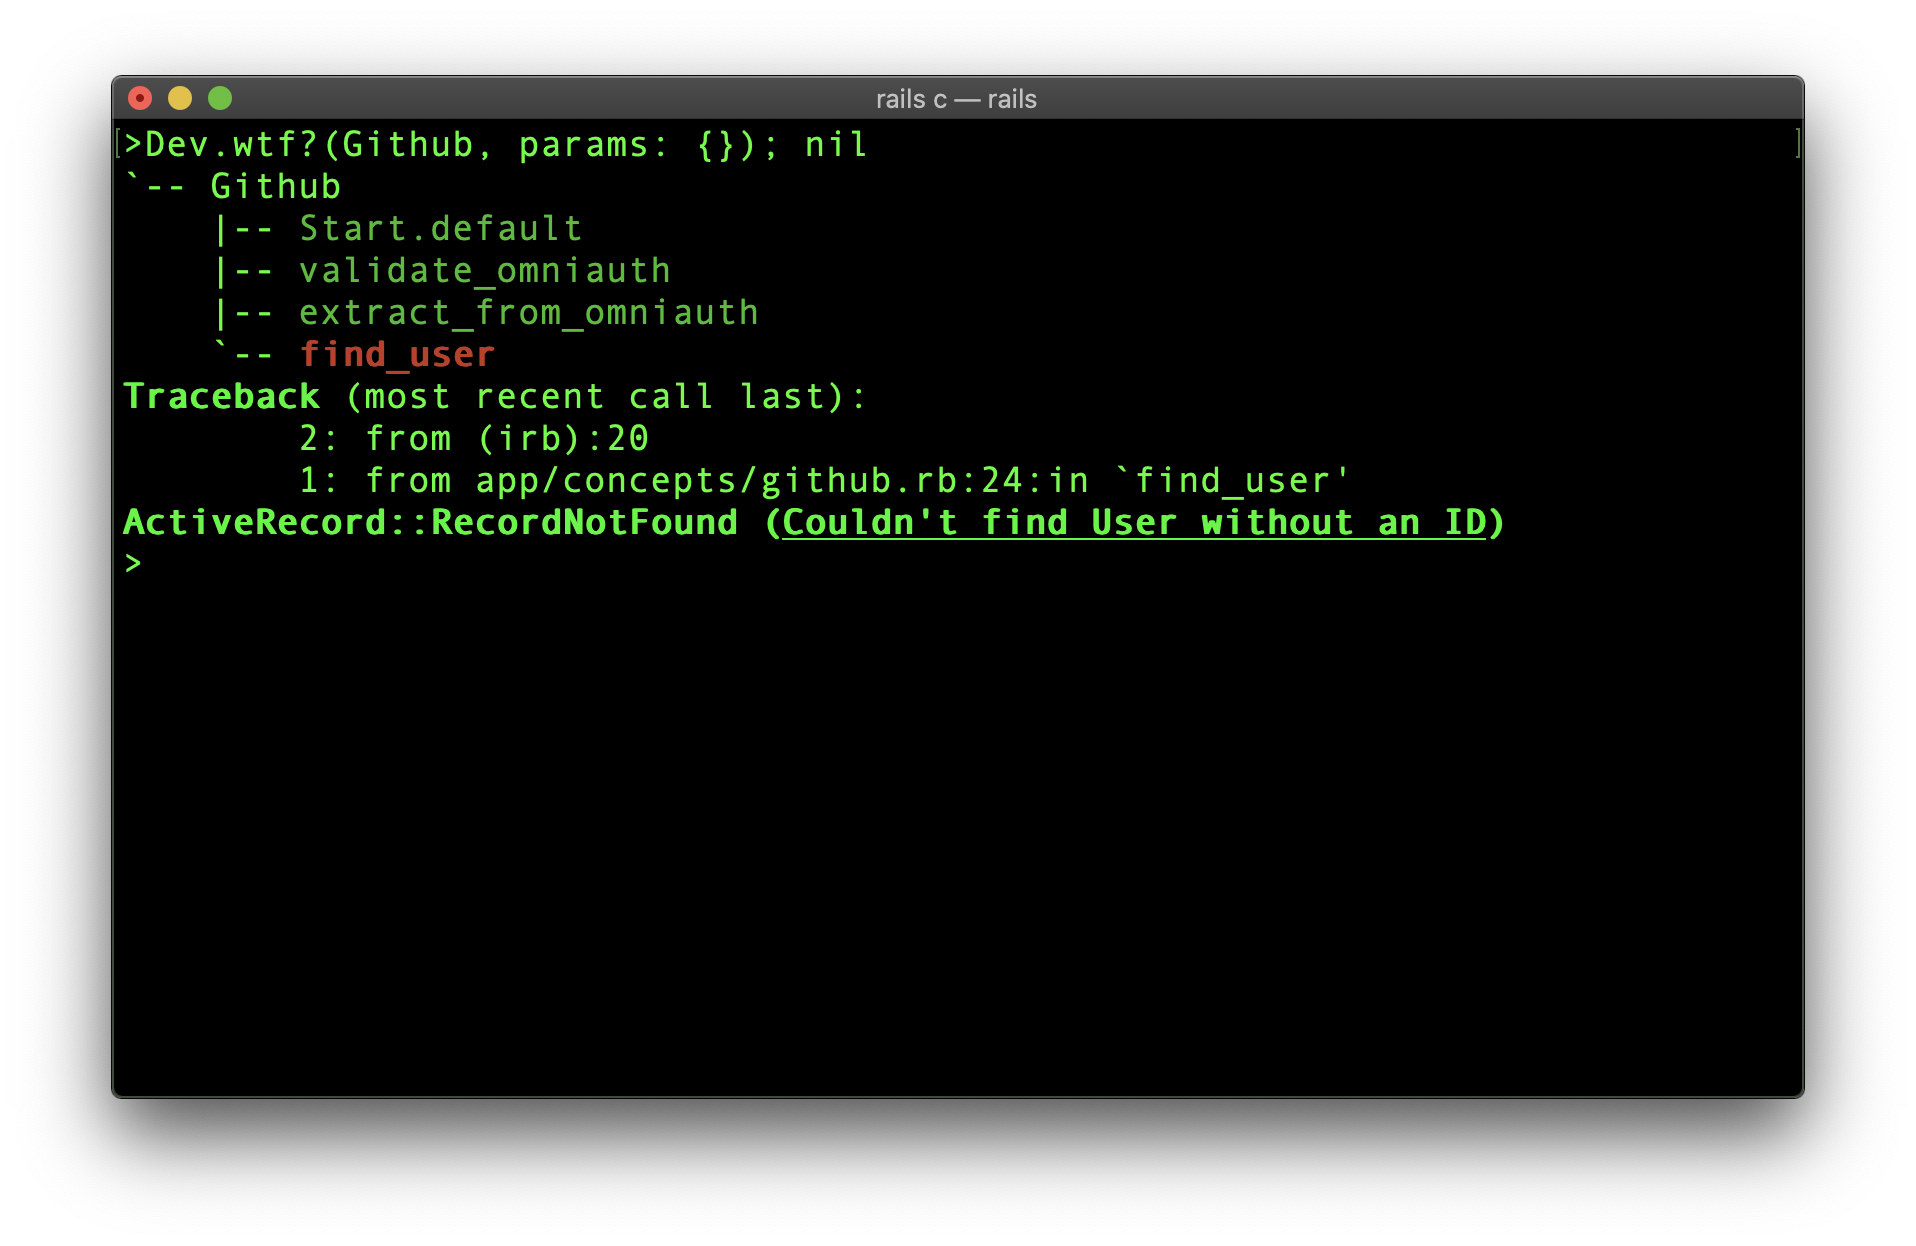 rails c — rails
>Dev.wtf?(Github, params: {}); nil
`-- Github
|-- Start.default
|-- validate_omniauth
|-- extract_from_omniauth
`-- find_user
Traceback (most recent call last):
2: from (irb):20
1: from app/concepts/github.rb:24:in `find_user'
ActiveRecord::RecordNotFound (Couldn't find User without an ID)
>